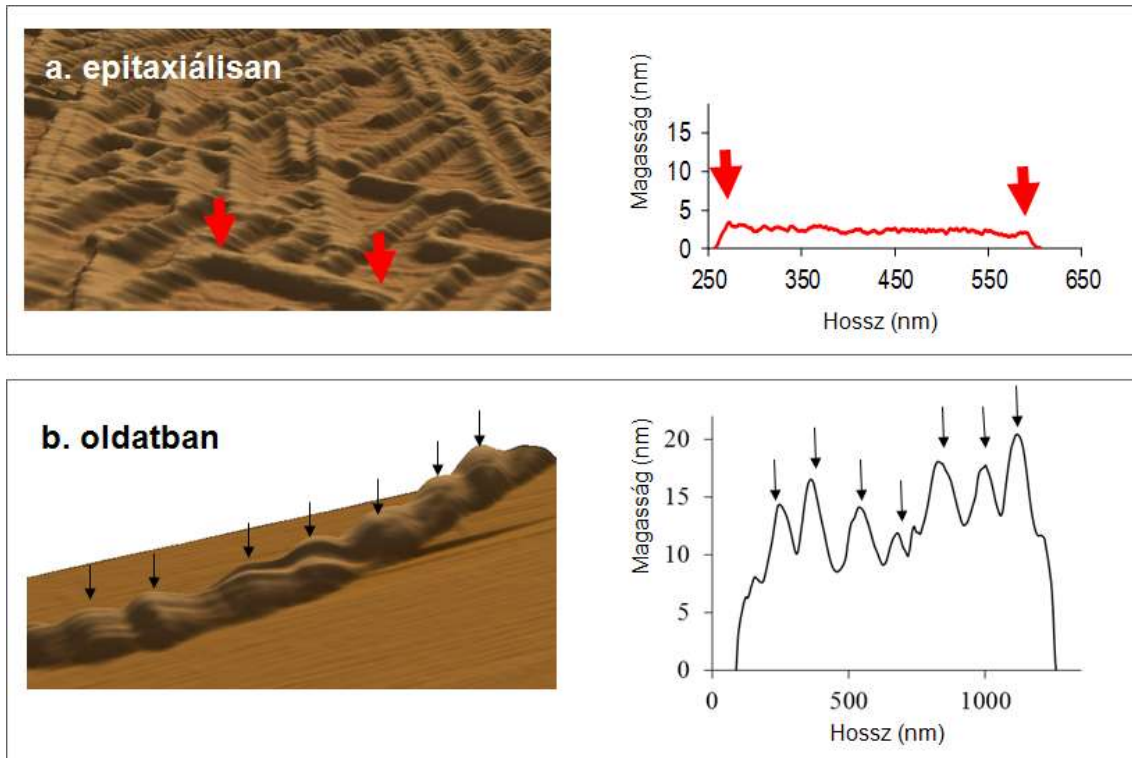 a. epitaxiálisan
Magasság (nm)
15
10
5
0
250 350 450 550 650
Hossz (nm)
b. oldatban
Magasság (nm)
20
15
10
5
0
0 500 1000
Hossz (nm)